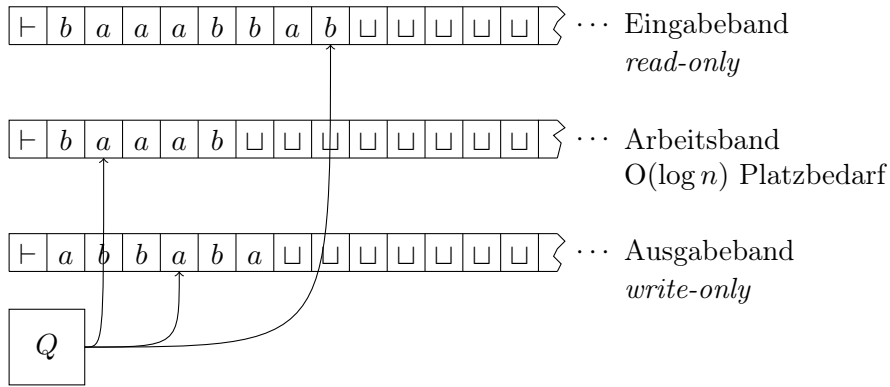 ⊢ b a a a b b a b ⊔ ⊔ ⊔ ⊔ ⊔ ⋯ Eingabeband
read-only
⊢ b a a a b ⊔ ⊔ ⊔ ⊔ ⊔ ⊔ ⊔ ⊔ ⋯ Arbeitsband
O(log n) Platzbedarf
⊢ a b b a b a ⊔ ⊔ ⊔ ⊔ ⊔ ⊔ ⊔ ⋯ Ausgabeband
write-only
Q